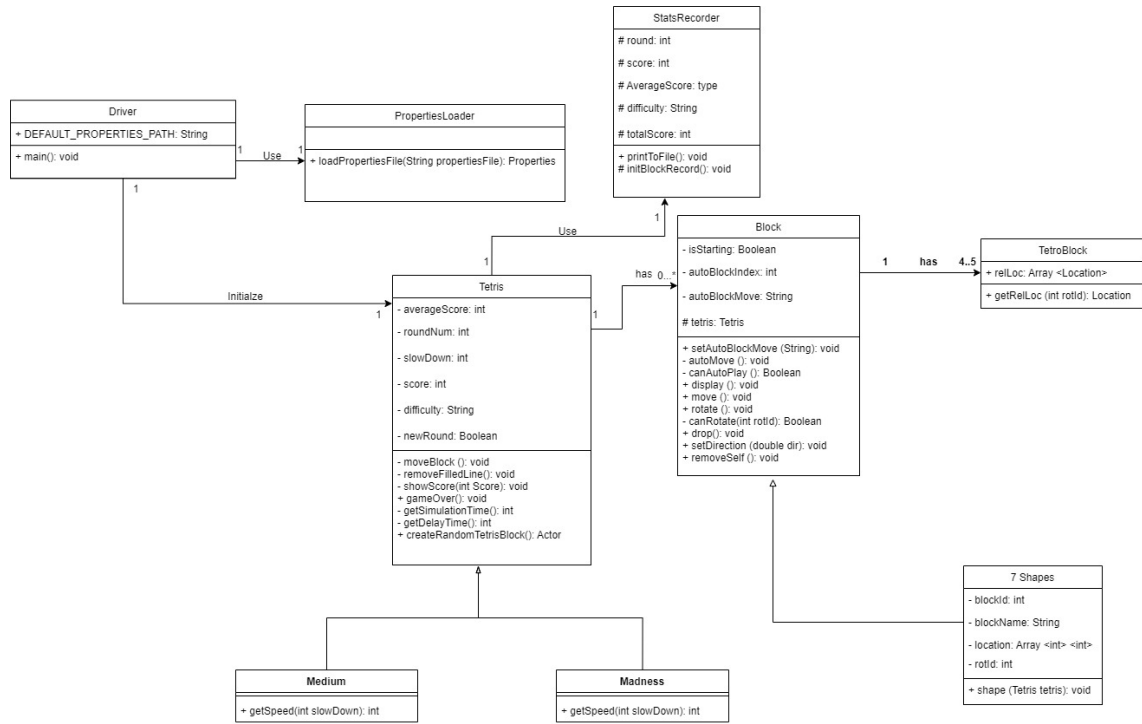 StatsRecorder
# round: int
# score: int
# AverageScore: type
# difficulty: String
# totalScore: int
+ printToFile(): void
# initBlockRecord(): void
Driver
+ DEFAULT_PROPERTIES_PATH: String
+ main(): void
1
Use
1
PropertiesLoader
+ loadPropertiesFile(String propertiesFile): Properties
1
Initialze
1
1
Use
1
Tetris
- averageScore: int
- roundNum: int
- slowDown: int
- score: int
- difficulty: String
- newRound: Boolean
- moveBlock (): void
- removeFilledLine(): void
- showScore(int Score): void
+ gameOver(): void
- getSimulationTime(): int
- getDelayTime(): int
+ createRandomTetrisBlock(): Actor
1
has
0...*
Block
- isStarting: Boolean
- autoBlockIndex: int
- autoBlockMove: String
# tetris: Tetris
+ setAutoBlockMove (String): void
- autoMove (): void
- canAutoPlay (): Boolean
+ display (): void
+ move (): void
+ rotate (): void
- canRotate(int rotId): Boolean
+ drop(): void
+ setDirection (double dir): void
+ removeSelf (): void
1
has
4..5
TetroBlock
+ relLoc: Array <Location>
+ getRelLoc (int rotId): Location
7 Shapes
- blockId: int
- blockName: String
- location: Array <int> <int>
- rotId: int
+ shape (Tetris tetris): void
Medium
+ getSpeed(int slowDown): int
Madness
+ getSpeed(int slowDown): int